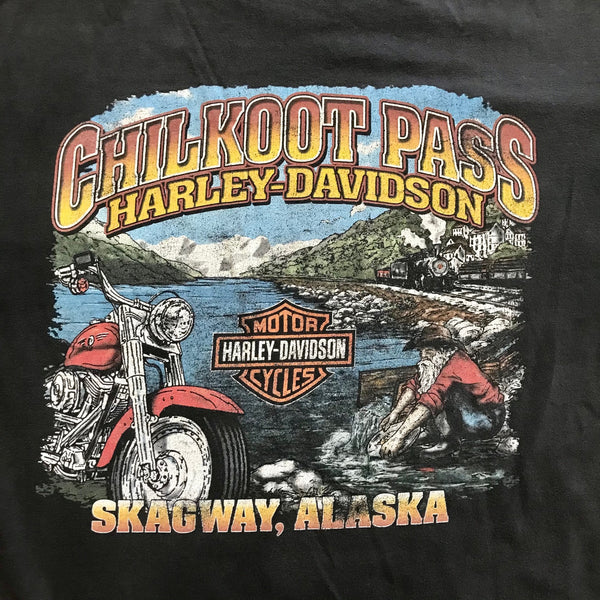 CHILKOOT PASS
HARLEY-DAVIDSON
MOTOR
HARLEY-DAVIDSON
CYCLES
SKAGWAY, ALASKA